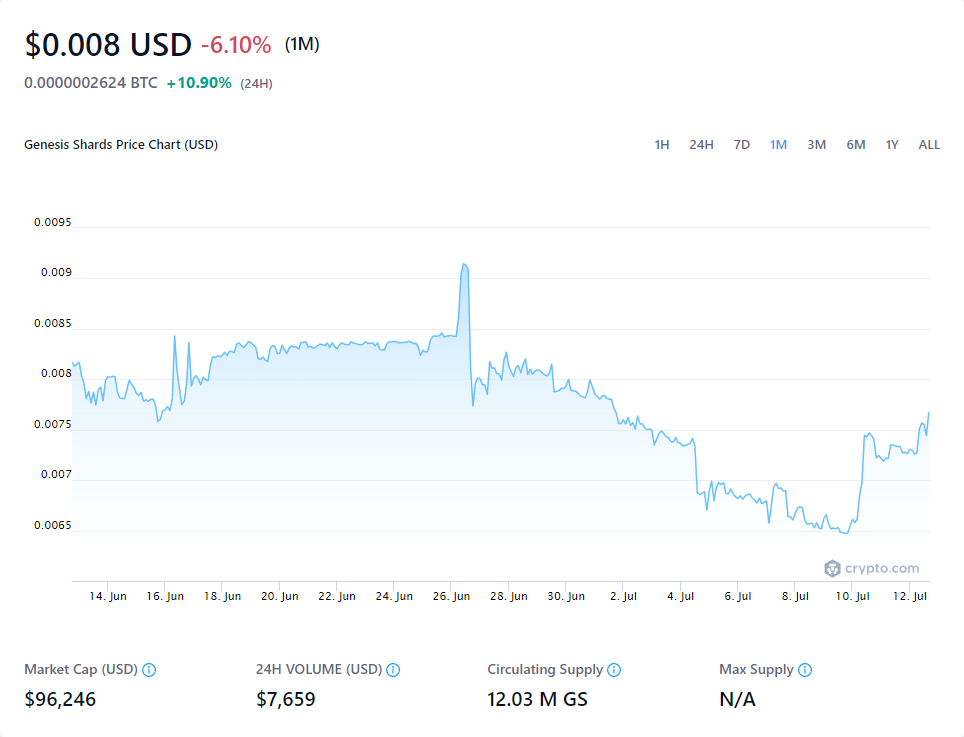 $0.008 USD -6.10% (1M)
0.0000002624 BTC +10.90% (24H)
Genesis Shards Price Chart (USD) 1H 24H 7D 1M 3M 6M 1Y ALL
0.0095
0.009
0.0085
0.008
0.0075
0.007
0.0065
crypto.com
14. Jun 16. Jun 18. Jun 20. Jun 22. Jun 24. Jun 26. Jun 28. Jun 30. Jun 2. Jul 4. Jul 6. Jul 8. Jul 10. Jul 12. Jul
Market Cap (USD) 24H VOLUME (USD) Circulating Supply Max Supply
$96,246 $7,659 12.03 M GS N/A